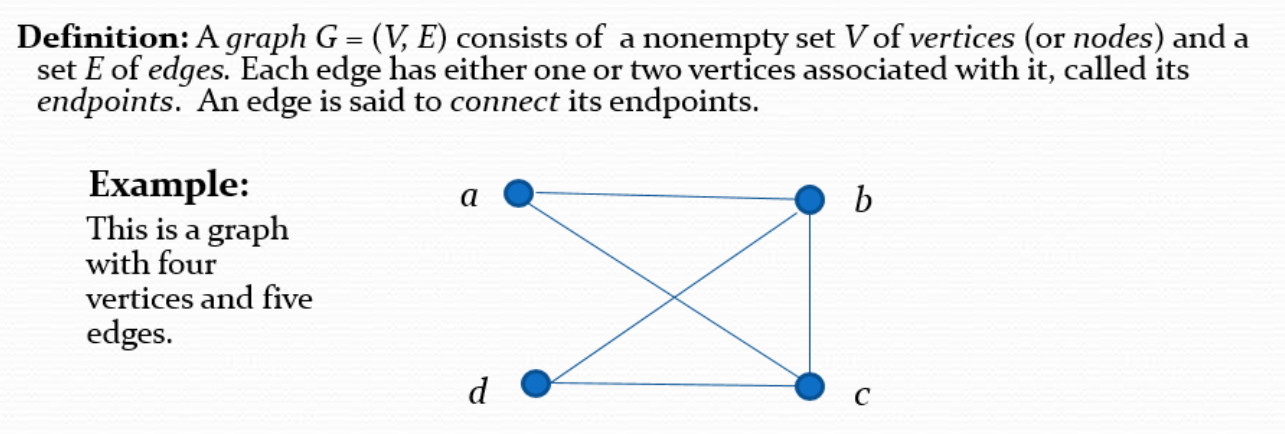 Definition: A graph G = (V, E) consists of a nonempty set V of vertices (or nodes) and a
set E of edges. Each edge has either one or two vertices associated with it, called its
endpoints. An edge is said to connect its endpoints.
Example:
This is a graph
with four
vertices and five
edges.
a
b
d
c